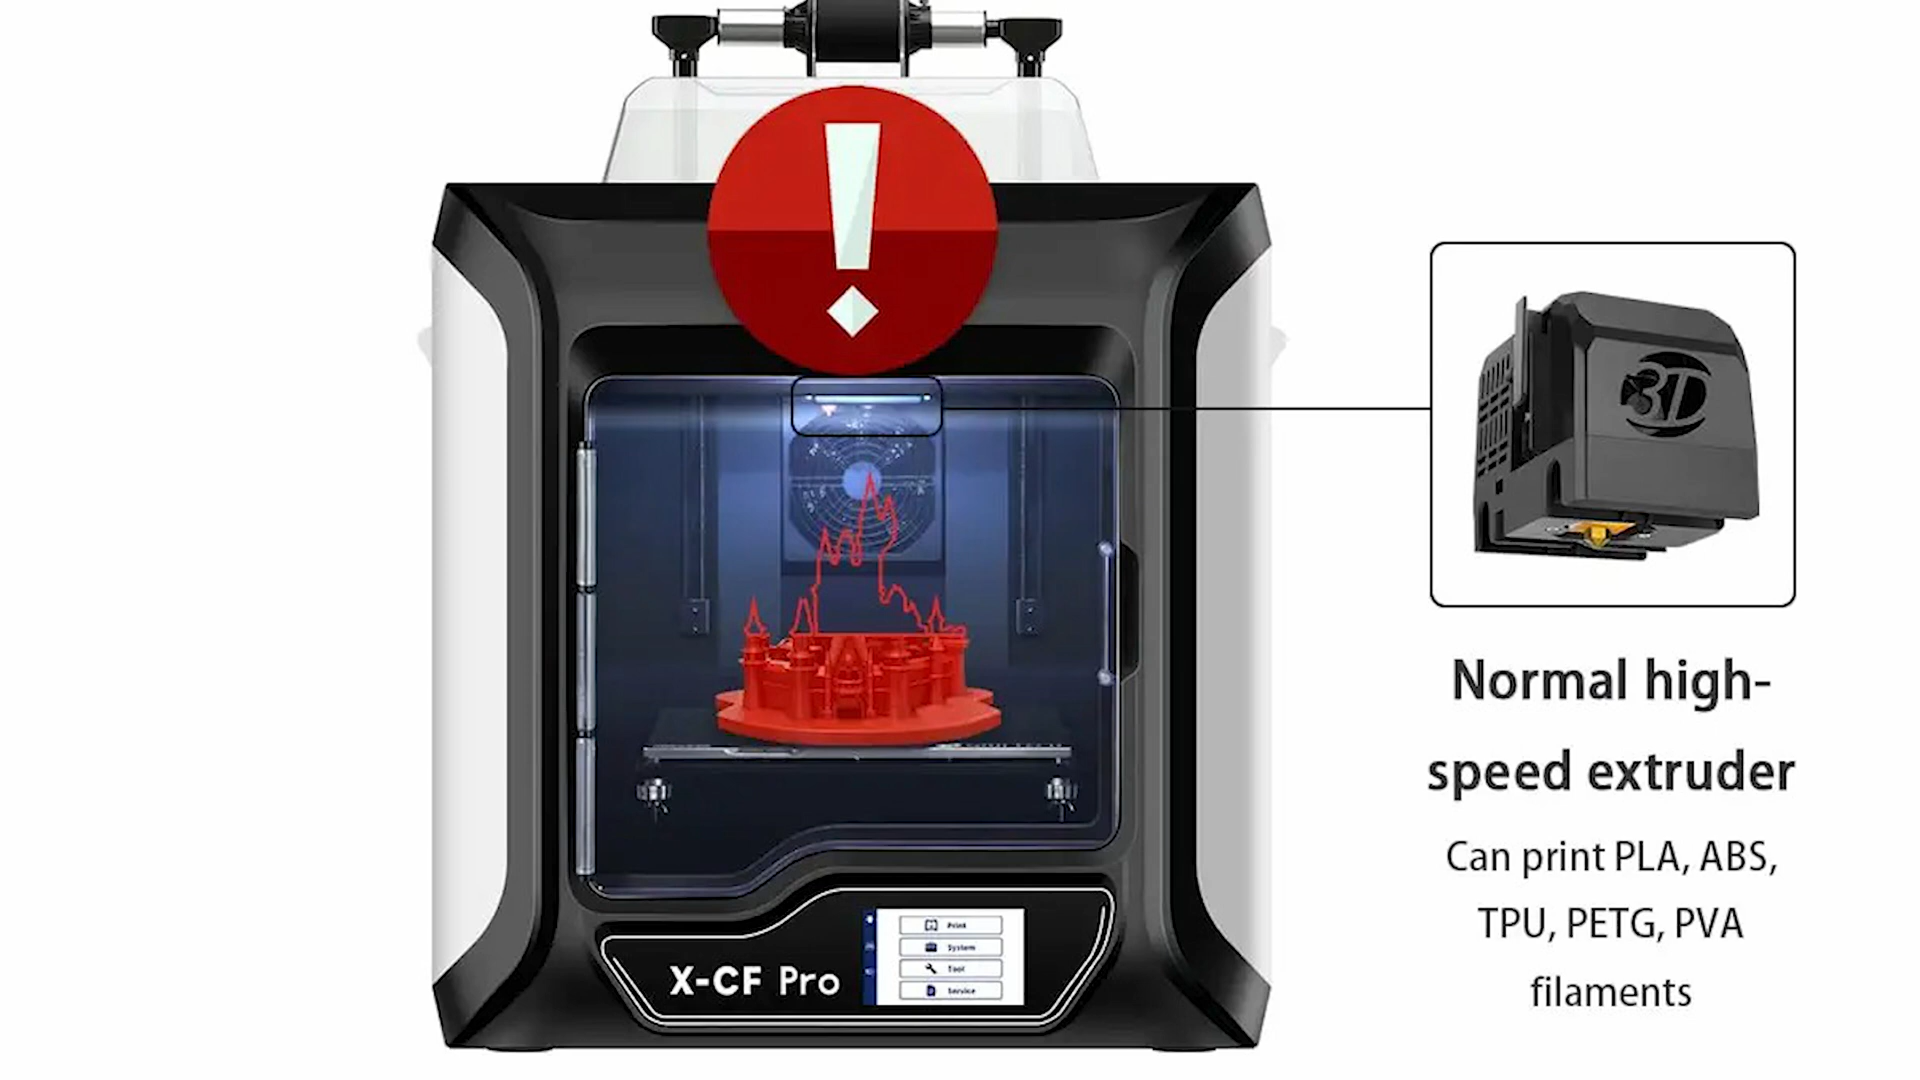 3D
Normal high-
speed extruder
Can print PLA, ABS,
TPU, PETG, PVA
filaments
X-CF Pro
Print
System
Tool
Service